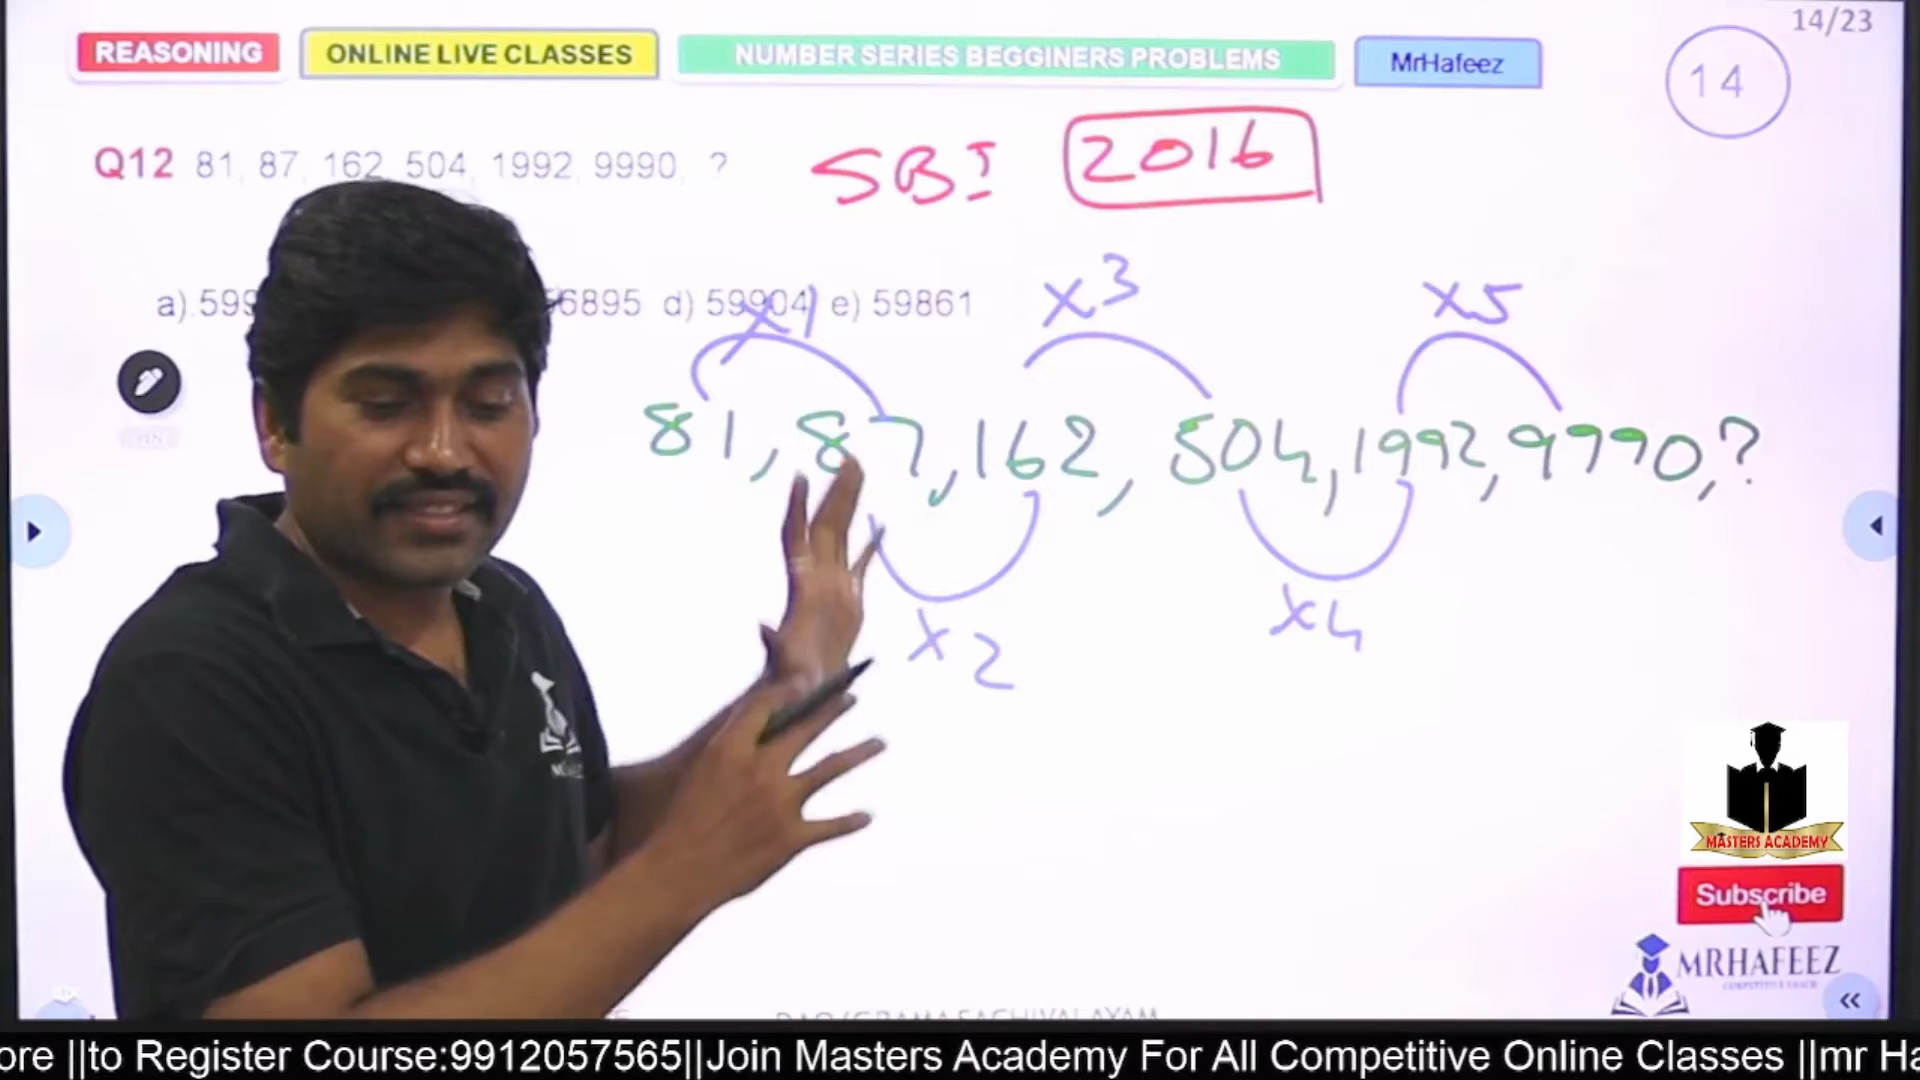 14/23
REASONING ONLINE LIVE CLASSES NUMBER SERIES BEGGINERS PROBLEMS MrHafeez 14
Q12 81, 87, 162, 504, 1992, 9990, ? SBI 2016
a). 599 6895 d) 59904 e) 59861
x1 x3 x5
81, 87, 162, 504, 1992, 9990, ?
x2 x4
MASTERS ACADEMY
Subscribe
MRHAFEEZ
ore ||to Register Course:9912057565||Join Masters Academy For All Competitive Online Classes ||mr Ha